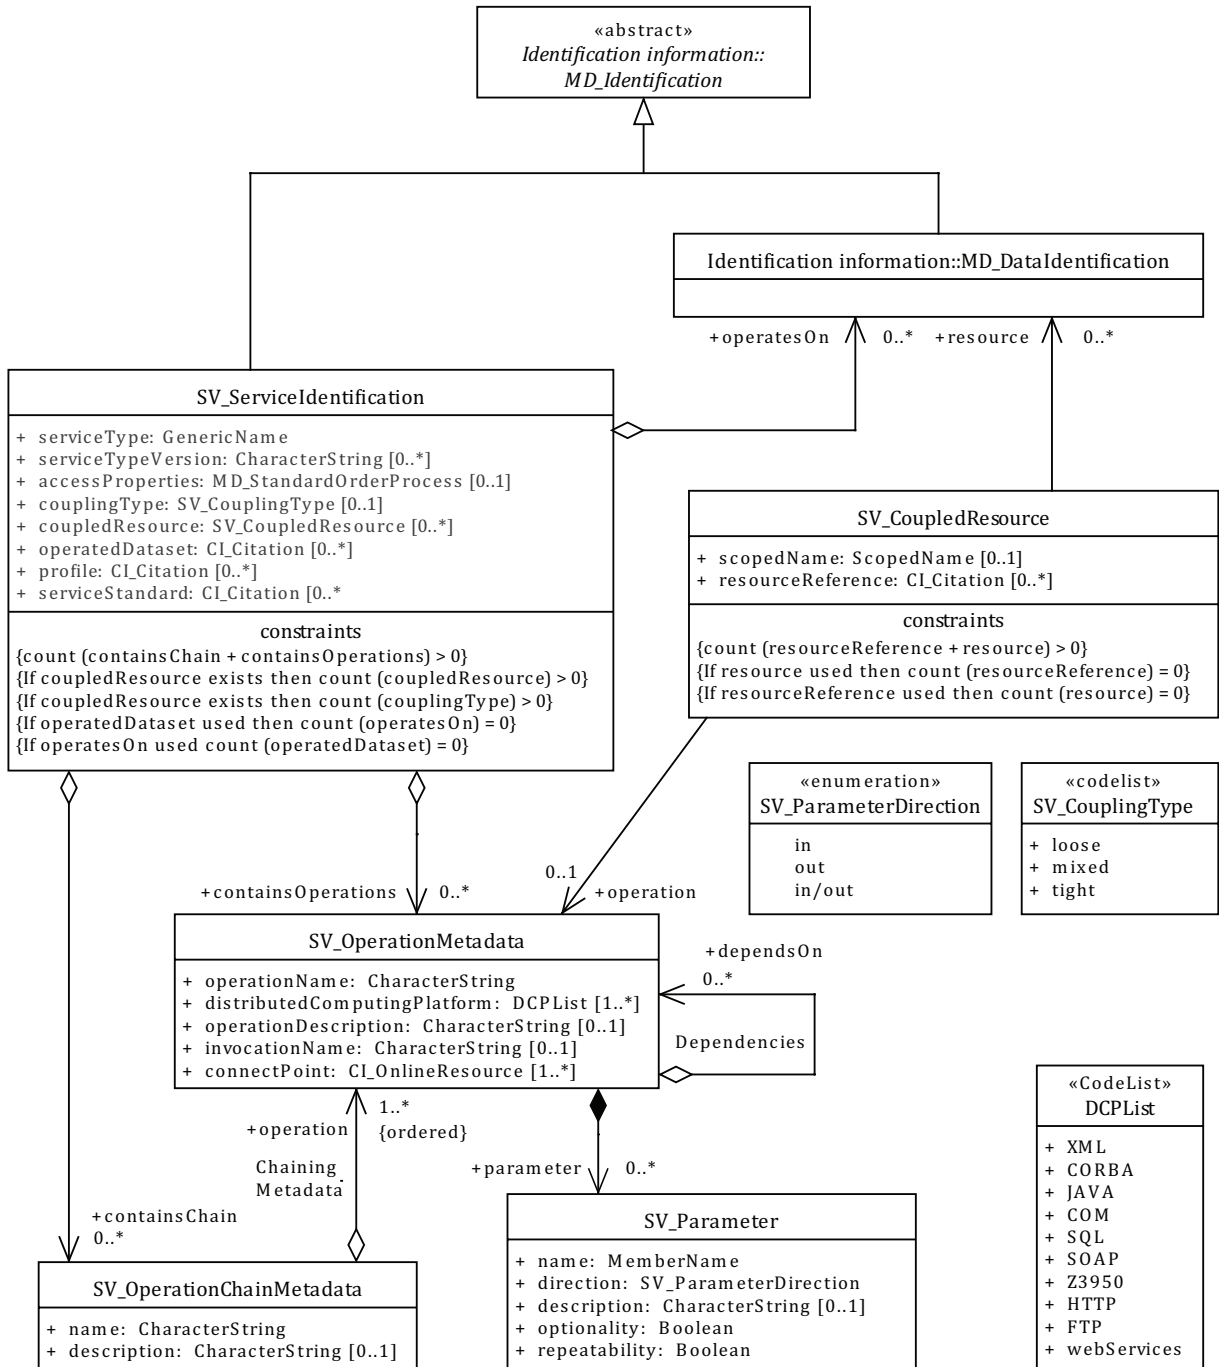 «abstract»
Identification information::
MD_Identification
Identification information::MD_DataIdentification
+operatesOn
0..*
+resource
0..*
SV_ServiceIdentification
+ serviceType: GenericName
+ serviceTypeVersion: CharacterString [0..*]
+ accessProperties: MD_StandardOrderProcess [0..1]
+ couplingType: SV_CouplingType [0..1]
+ coupledResource: SV_CoupledResource [0..*]
+ operatedDataset: CI_Citation [0..*]
+ profile: CI_Citation [0..*]
+ serviceStandard: CI_Citation [0..*
constraints
{count (containsChain + containsOperations) > 0}
{If coupledResource exists then count (coupledResource) > 0}
{If coupledResource exists then count (couplingType) > 0}
{If operatedDataset used then count (operatesOn) = 0}
{If operatesOn used count (operatedDataset) = 0}
SV_CoupledResource
+ scopedName: ScopedName [0..1]
+ resourceReference: CI_Citation [0..*]
constraints
{count (resourceReference + resource) > 0}
{If resource used then count (resourceReference) = 0}
{If resourceReference used then count (resource) = 0}
«enumeration»
SV_ParameterDirection
in
out
in/out
«codelist»
SV_CouplingType
+ loose
+ mixed
+ tight
+containsOperations
0..*
0..1
+operation
SV_OperationMetadata
+ operationName: CharacterString
+ distributedComputingPlatform: DCPList [1..*]
+ operationDescription: CharacterString [0..1]
+ invocationName: CharacterString [0..1]
+ connectPoint: CI_OnlineResource [1..*]
+dependsOn
0..*
Dependencies
+operation
1..*
{ordered}
Chaining
Metadata
+parameter
0..*
+containsChain
0..*
SV_OperationChainMetadata
+ name: CharacterString
+ description: CharacterString [0..1]
SV_Parameter
+ name: MemberName
+ direction: SV_ParameterDirection
+ description: CharacterString [0..1]
+ optionality: Boolean
+ repeatability: Boolean
«CodeList»
DCPList
+ XML
+ CORBA
+ JAVA
+ COM
+ SQL
+ SOAP
+ Z3950
+ HTTP
+ FTP
+ webServices